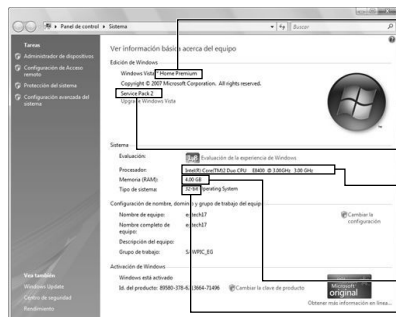 Panel de control ▸ Sistema
Buscar
Tareas
Administrador de dispositivos
Configuración de Acceso remoto
Protección del sistema
Configuración avanzada del sistema
Ver información básica acerca del equipo
Edición de Windows
Windows Vista™ Home Premium
Copyright © 2007 Microsoft Corporation. All rights reserved.
Service Pack 2
Upgrade Windows Vista
Sistema
Evaluación: Evaluación de la experiencia de Windows
Procesador: Intel(R) Core(TM)2 Duo CPU E8400 @ 3.00GHz 3.00 GHz
Memoria (RAM): 4.00 GB
Tipo de sistema: 32-bit Operating System
Configuración de nombre, dominio y grupo de trabajo del equipo
Nombre de equipo:
Cambiar la configuración
Nombre completo de equipo:
Descripción del equipo:
Grupo de trabajo:
Activación de Windows
Windows está activado
Id. del producto:
Cambiar la clave de producto
Microsoft
original
Obtener más información en línea...
Vea también
Windows Update
Centro de seguridad
Rendimiento